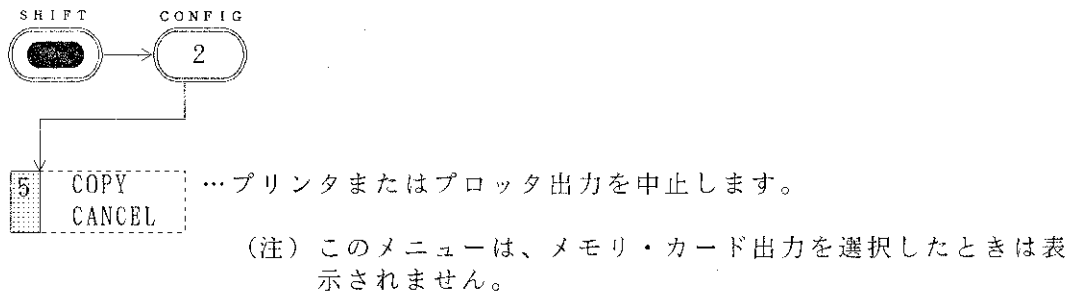 SHIFT CONFIG
2
5 COPY …プリンタまたはプロッタ出力を中止します。
CANCEL
(注) このメニューは、メモリ・カード出力を選択したときは表
示されません。